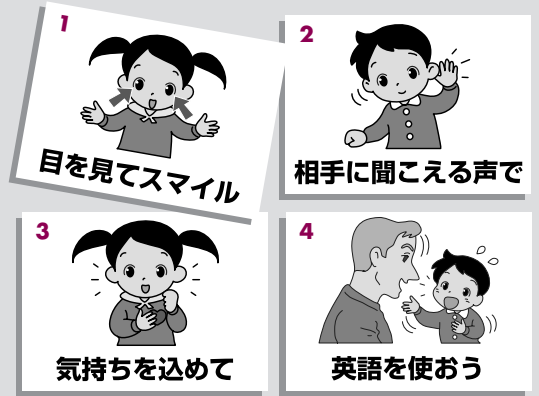 1
目を見てスマイル
2
相手に聞こえる声で
3
気持ちを込めて
4
英語を使おう